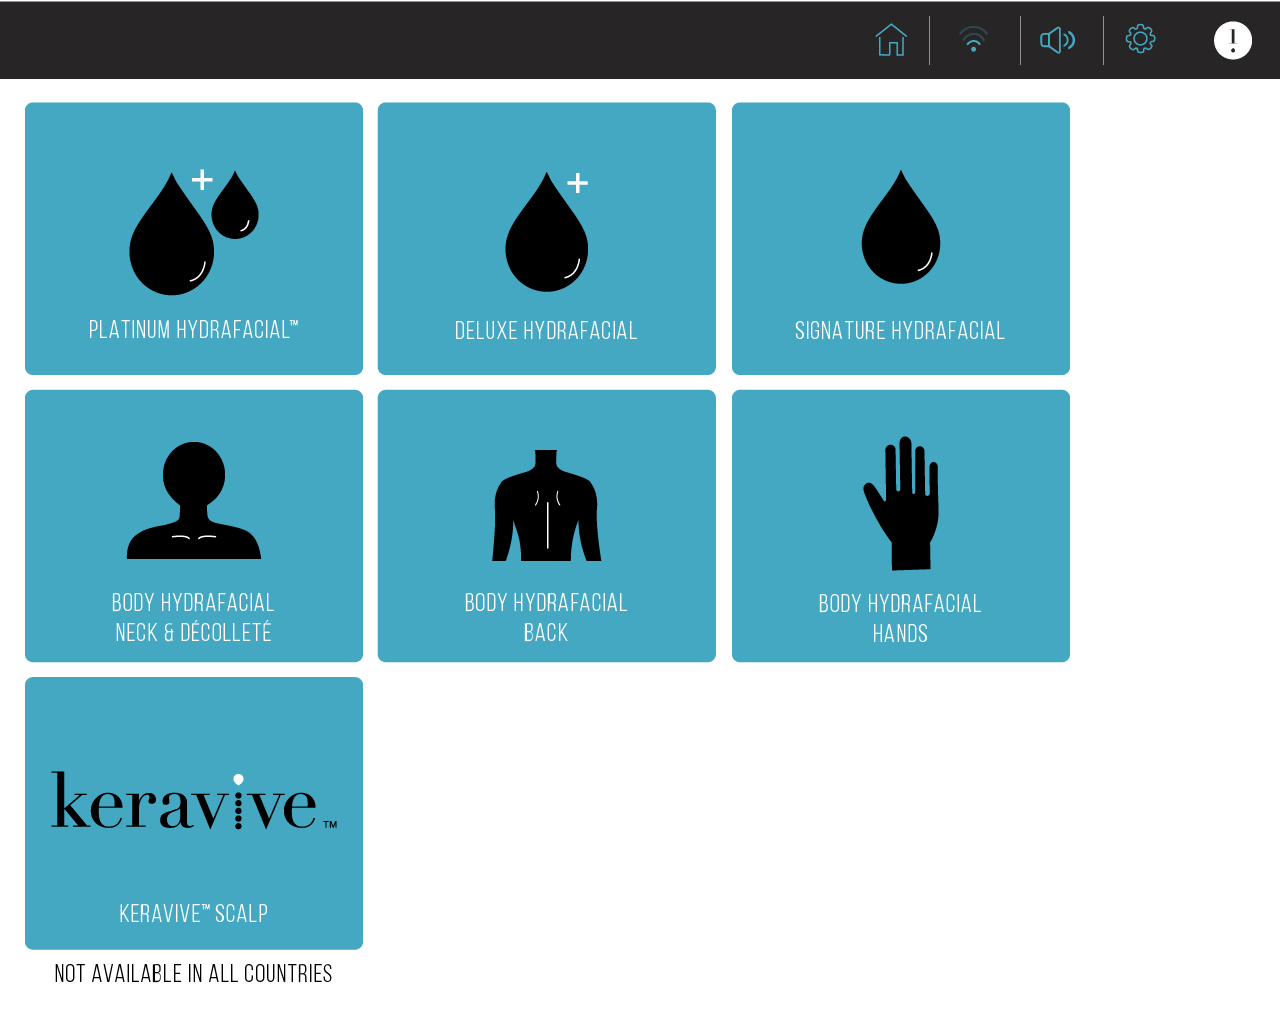 PLATINUM HYDRAFACIAL™
DELUXE HYDRAFACIAL
SIGNATURE HYDRAFACIAL
BODY HYDRAFACIAL
NECK & DÉCOLLETÉ
BODY HYDRAFACIAL
BACK
BODY HYDRAFACIAL
HANDS
keravive™
KERAVIVE™ SCALP
NOT AVAILABLE IN ALL COUNTRIES